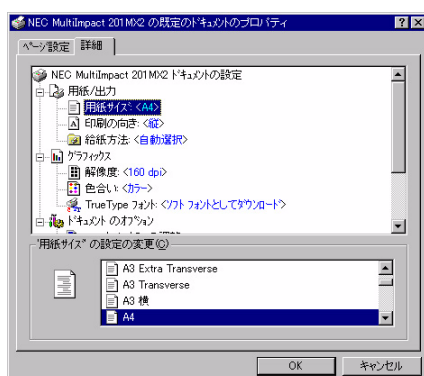 NEC MultiImpact 201MX2 の既定のドキュメントのプロパティ
ページ設定 詳細
NEC MultiImpact 201MX2 ドキュメントの設定
用紙/出力
用紙サイズ: <A4>
印刷の向き: <縦>
給紙方法: <自動選択>
グラフィックス
解像度: <160 dpi>
色合い: <カラー>
TrueType フォント: <ソフト フォントとしてダウンロード>
ドキュメント のオプション
'用紙サイズ' の設定の変更(C)
A3 Extra Transverse
A3 Transverse
A3 横
A4
OK キャンセル